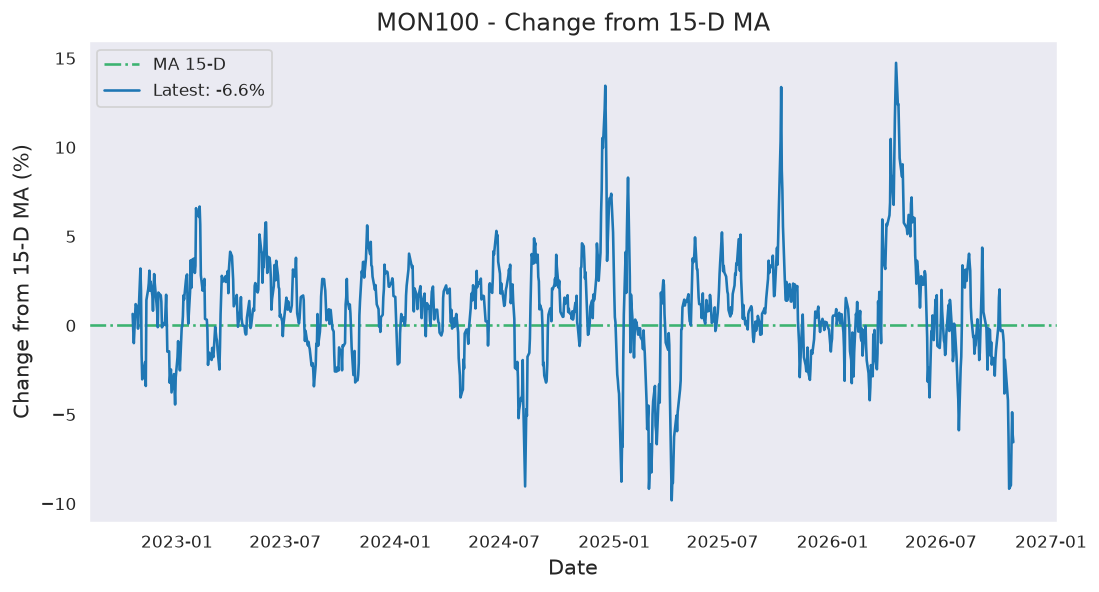 MON100 - Change from 15-D MA
MA 15-D
Latest: -6.6%
Change from 15-D MA (%)
15
10
5
0
−5
−10
2023-01 2023-07 2024-01 2024-07 2025-01 2025-07 2026-01 2026-07 2027-01
Date